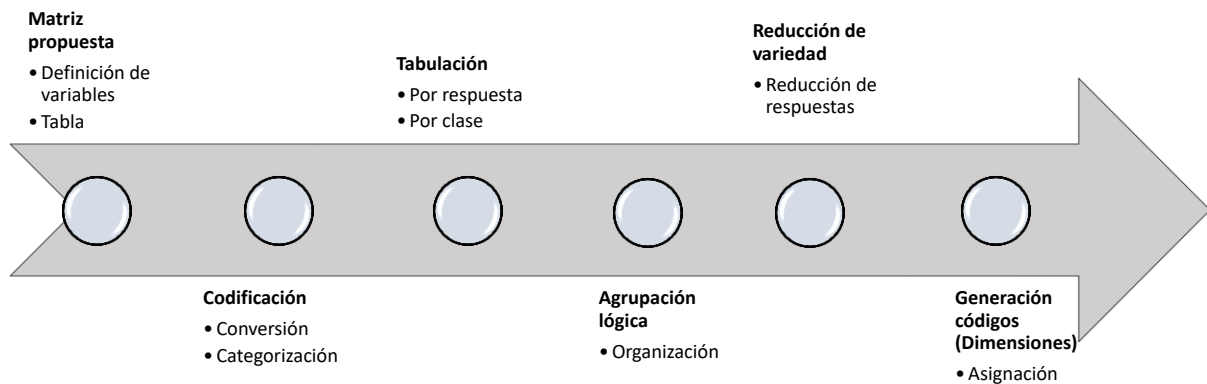 Matriz
propuesta
• Definición de
variables
• Tabla
Codificación
• Conversión
• Categorización
Tabulación
• Por respuesta
• Por clase
Agrupación
lógica
• Organización
Reducción de
variedad
• Reducción de
respuestas
Generación
códigos
(Dimensiones)
• Asignación